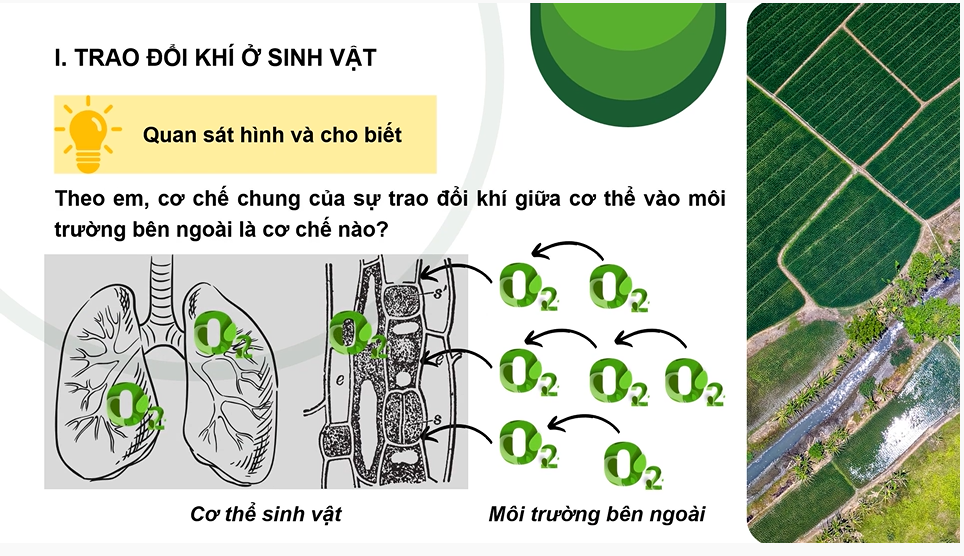 I. TRAO ĐỔI KHÍ Ở SINH VẬT
Quan sát hình và cho biết
Theo em, cơ chế chung của sự trao đổi khí giữa cơ thể vào môi
trường bên ngoài là cơ chế nào?
O2 O2
s'
O2 O2
O2 O2 O2
e
O2
s
O2
O2
Cơ thể sinh vật Môi trường bên ngoài